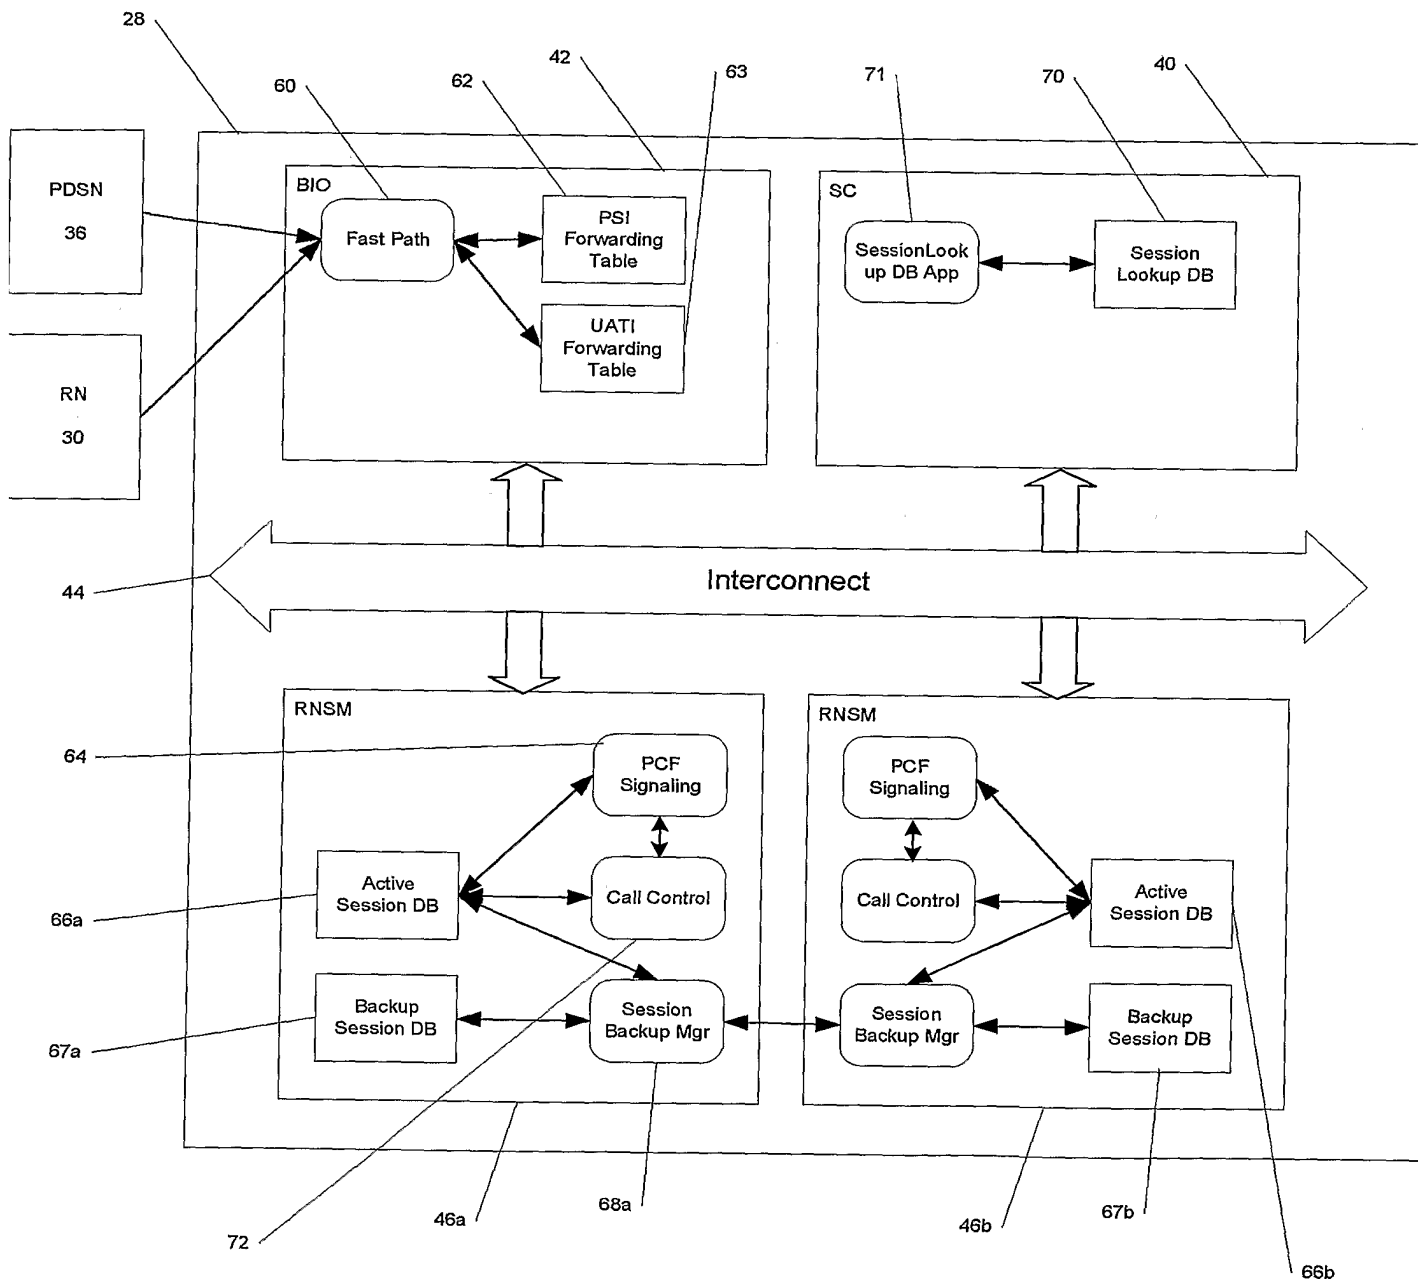 28
60
62
42
63
71
70
40
PDSN
36
BIO
Fast Path
PSI
Forwarding
Table
UATI
Forwarding
Table
SC
SessionLook
up DB App
Session
Lookup DB
RN
30
44
Interconnect
RNSM
64
PCF
Signaling
Active
Session DB
Call Control
66a
Backup
Session DB
Session
Backup Mgr
67a
RNSM
PCF
Signaling
Call Control
Active
Session DB
Session
Backup Mgr
Backup
Session DB
72
46a
68a
46b
67b
66b